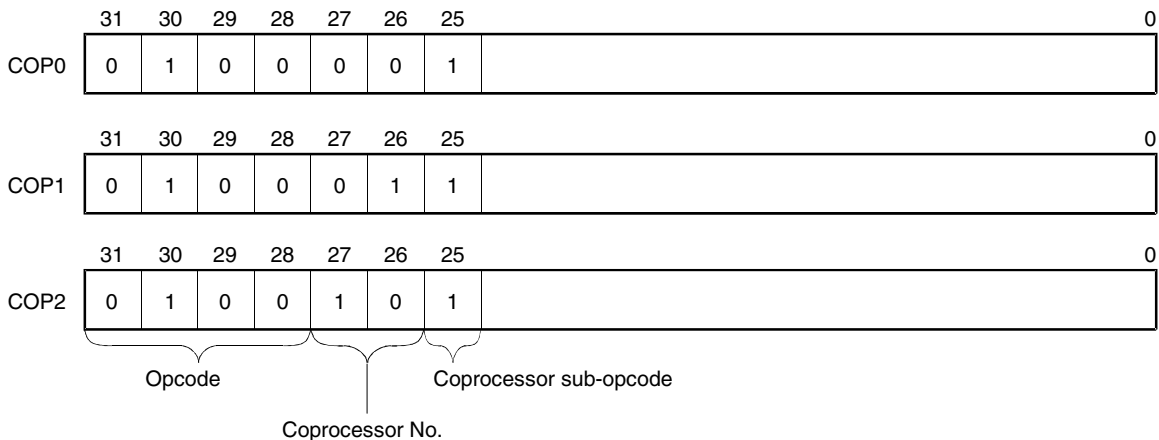 31 30 29 28 27 26 25 0
COP0 0 1 0 0 0 0 1
31 30 29 28 27 26 25 0
COP1 0 1 0 0 0 1 1
31 30 29 28 27 26 25 0
COP2 0 1 0 0 1 0 1
Opcode Coprocessor sub-opcode
Coprocessor No.